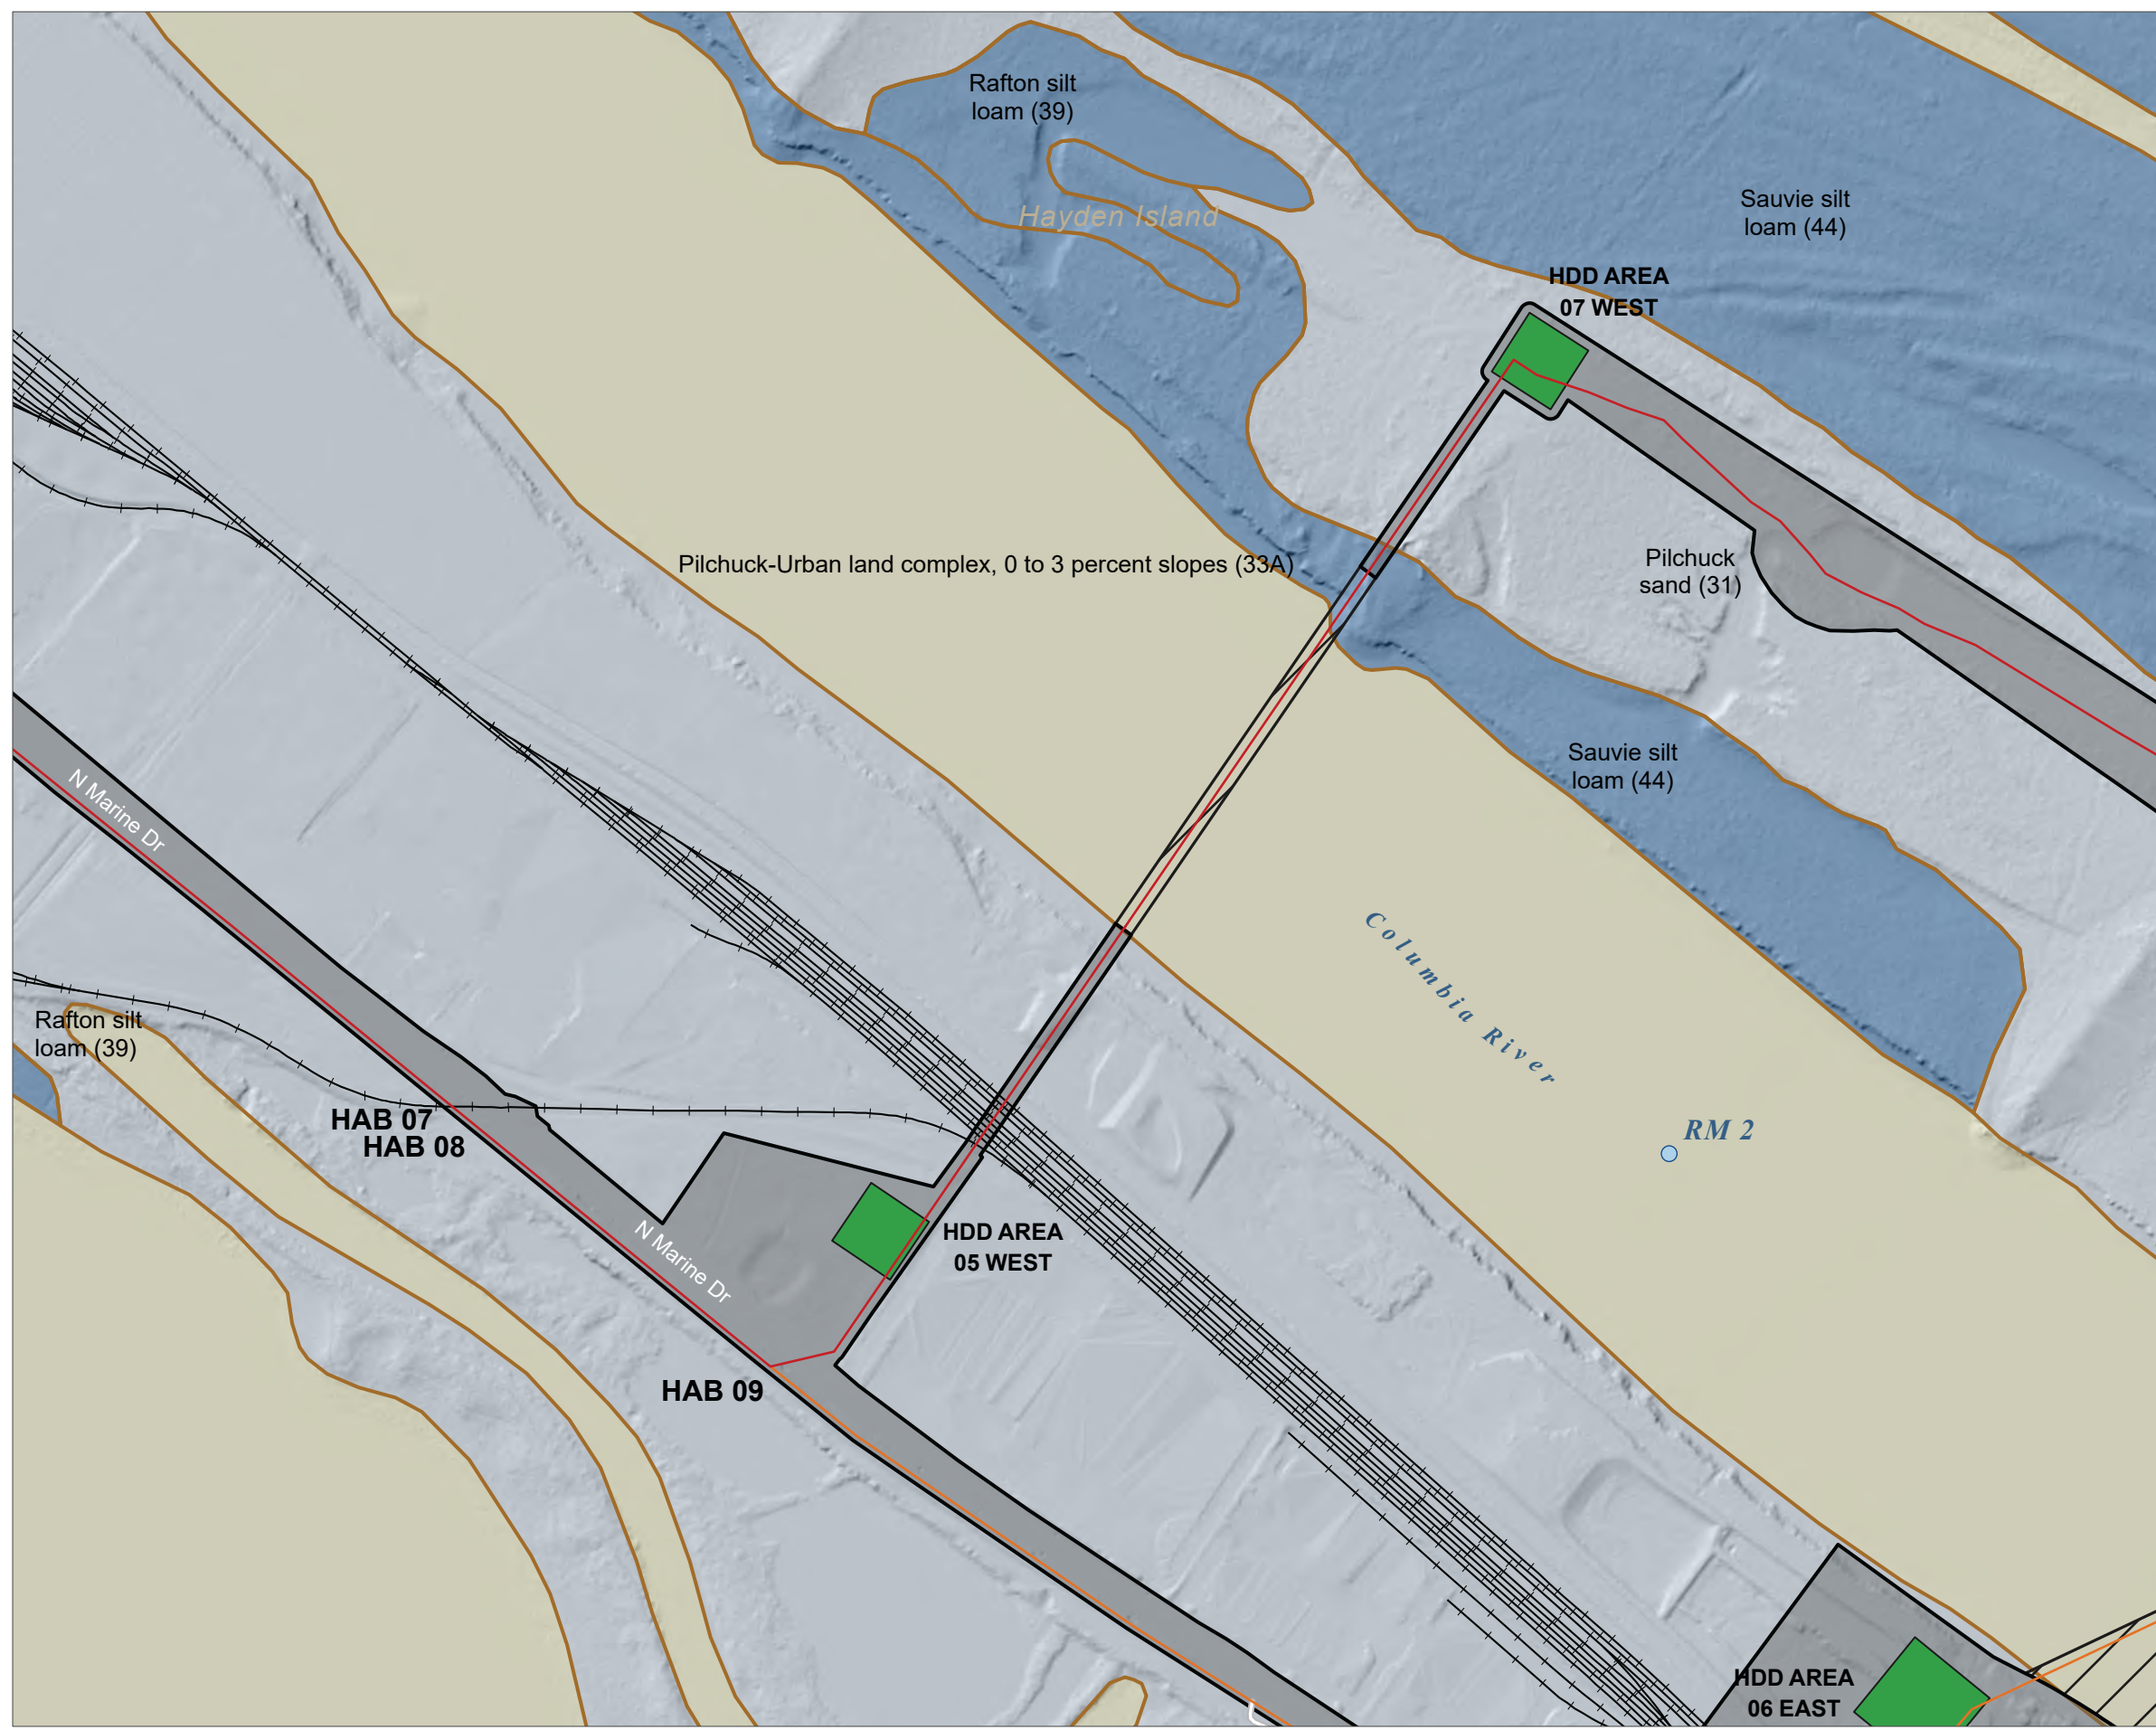 Rafton silt
loam (39)
Hayden Island
Sauvie silt
loam (44)
HDD AREA
07 WEST
Pilchuck-Urban land complex, 0 to 3 percent slopes (33A)
Pilchuck
sand (31)
Sauvie silt
loam (44)
N Marine Dr
Columbia River
Rafton silt
loam (39)
HAB 07
HAB 08
RM 2
HDD AREA
05 WEST
N Marine Dr
HAB 09
HDD AREA
06 EAST